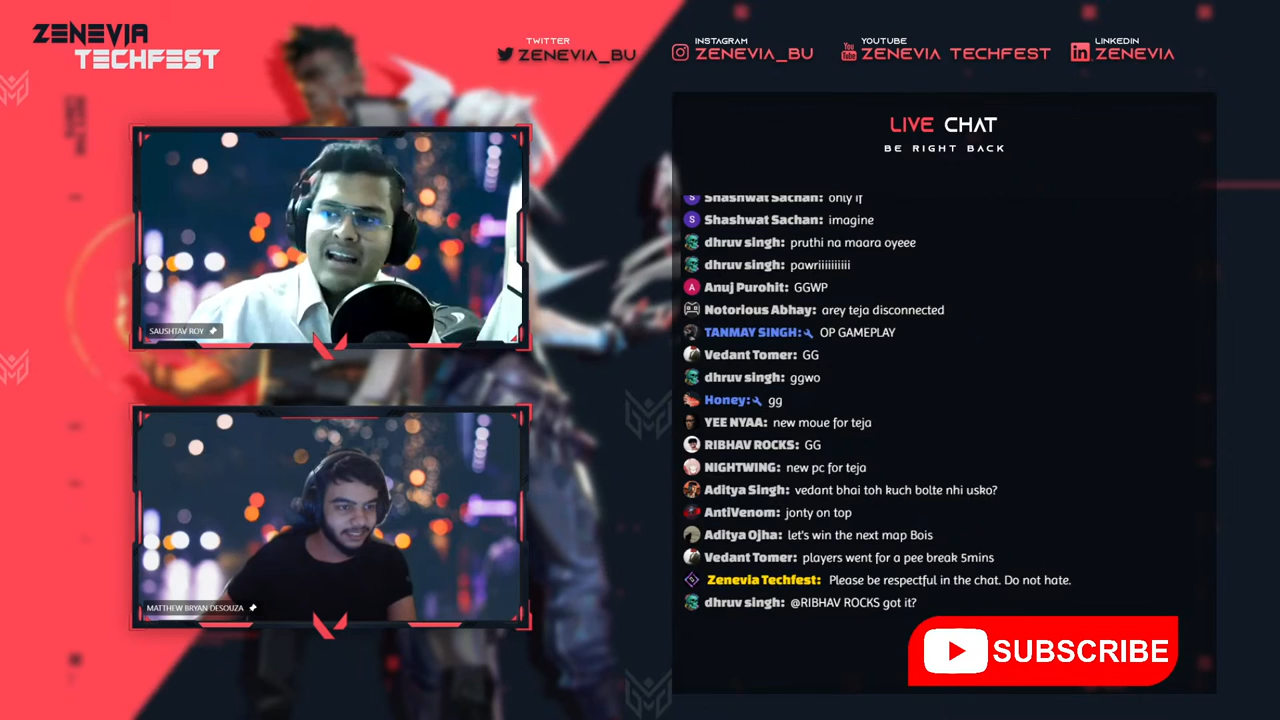 ZENEVIA
TECHFEST
TWITTER
ZENEVIA_BU
INSTAGRAM
ZENEVIA_BU
YOUTUBE
ZENEVIA TECHFEST
LINKEDIN
ZENEVIA
SAUSHTAV ROY
MATTHEW BRYAN DESOUZA
LIVE CHAT
BE RIGHT BACK
Shashwat Sachan: only if
Shashwat Sachan: imagine
dhruv singh: pruthi na maara oyeee
dhruv singh: pawriiiiiiiiii
Anuj Purohit: GGWP
Notorious Abhay: arey teja disconnected
TANMAY SINGH: OP GAMEPLAY
Vedant Tomer: GG
dhruv singh: ggwo
Honey: gg
YEE NYAA: new moue for teja
RIBHAV ROCKS: GG
NIGHTWING: new pc for teja
Aditya Singh: vedant bhai toh kuch bolte nhi usko?
AntiVenom: jonty on top
Aditya Ojha: let's win the next map Bois
Vedant Tomer: players went for a pee break 5mins
Zenevia Techfest: Please be respectful in the chat. Do not hate.
dhruv singh: @RIBHAV ROCKS got it?
SUBSCRIBE